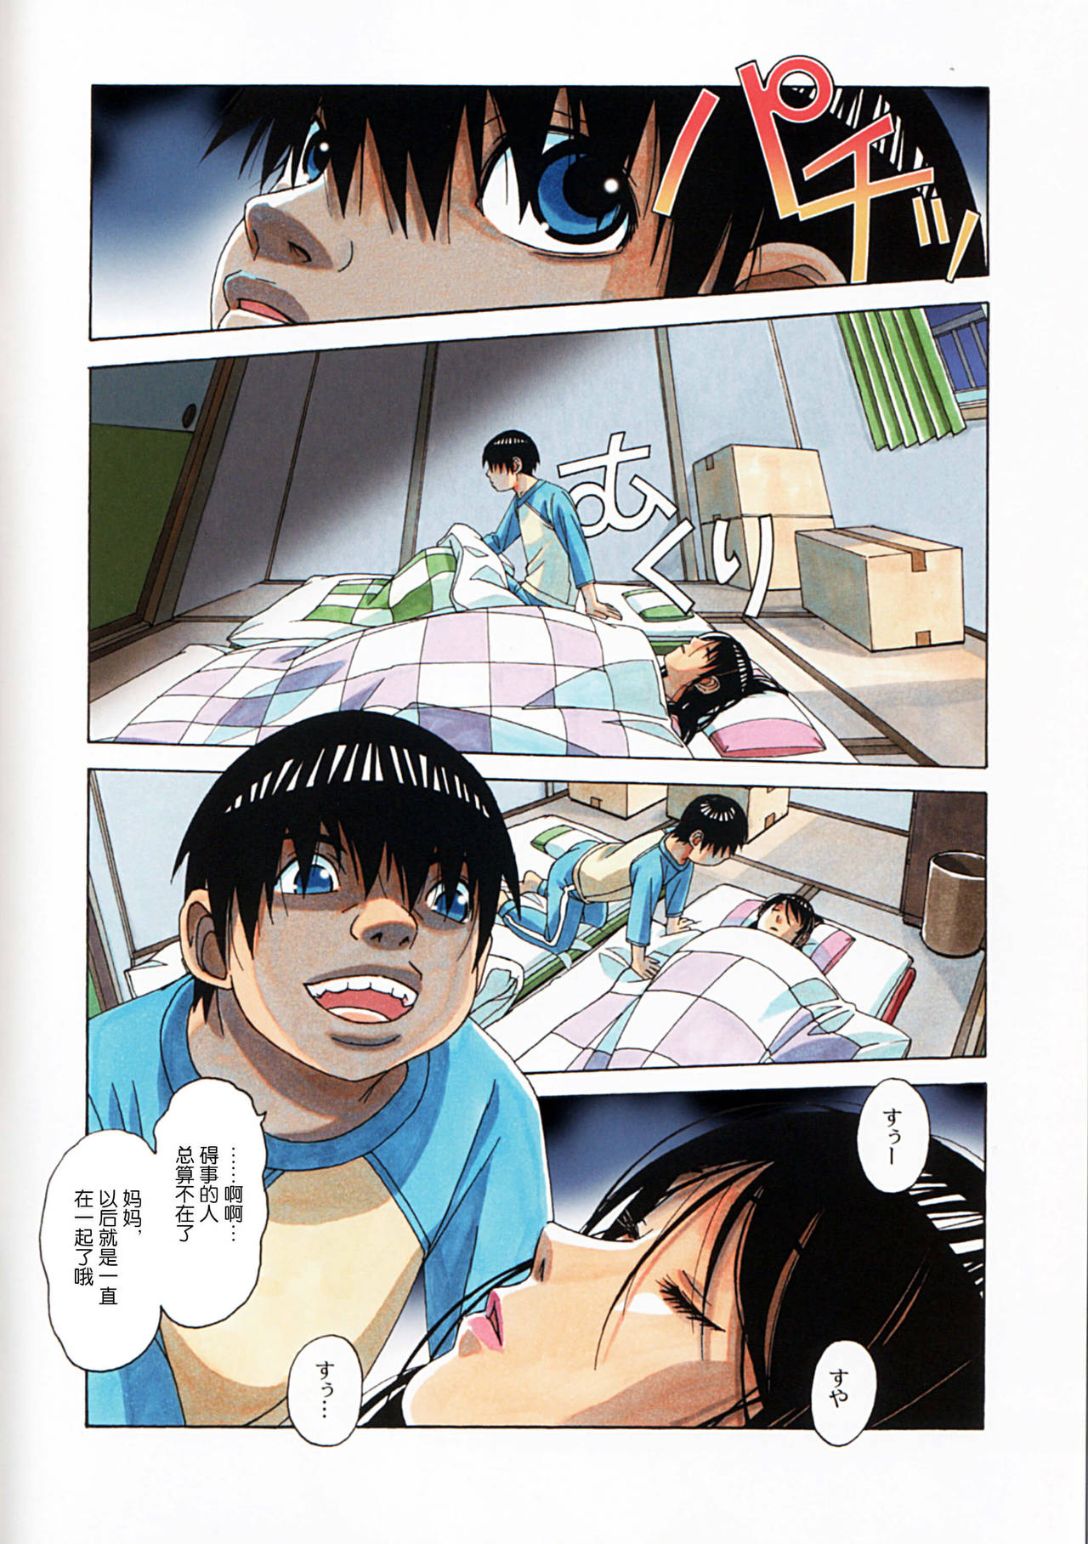 パチッ
むくり
……啊啊…
碍事的人
总算不在了
妈妈，
以后就是一直
在一起了哦
すぅー
すや
すぅ…